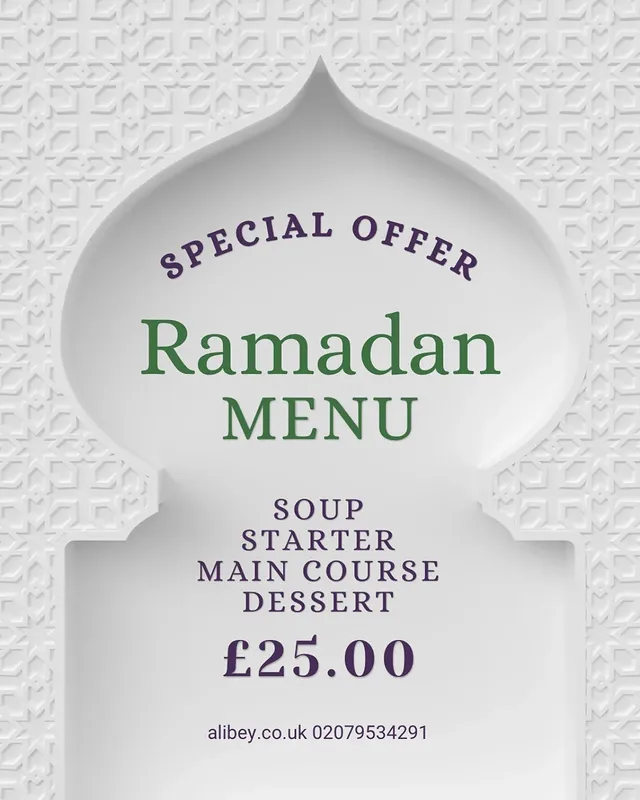 SPECIAL OFFER
Ramadan
MENU
SOUP
STARTER
MAIN COURSE
DESSERT
£25.00
alibey.co.uk 02079534291